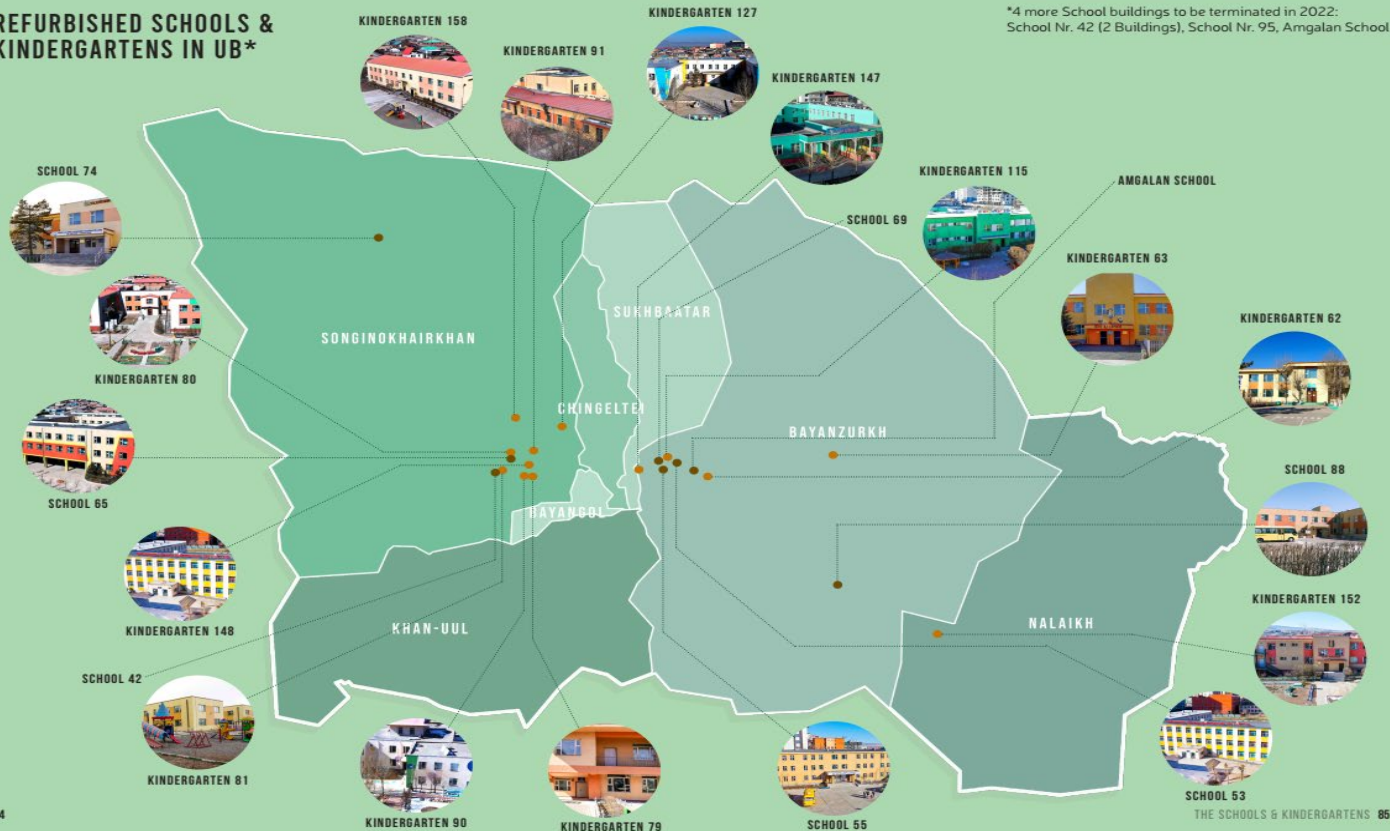 REFURBISHED SCHOOLS &
KINDERGARTENS IN UB*
*4 more School buildings to be terminated in 2022:
School Nr. 42 (2 Buildings), School Nr. 95, Amgalan School
KINDERGARTEN 158
KINDERGARTEN 91
KINDERGARTEN 127
KINDERGARTEN 147
KINDERGARTEN 115
AMGALAN SCHOOL
SCHOOL 74
SCHOOL 69
KINDERGARTEN 63
KINDERGARTEN 62
SUKHBAATAR
SONGINOKHAIRKHAN
KINDERGARTEN 80
CHINGELTEI
BAYANZURKH
SCHOOL 88
SCHOOL 65
BAYANGOL
KINDERGARTEN 152
KINDERGARTEN 148
KHAN-UUL
NALAIKH
SCHOOL 42
KINDERGARTEN 81
SCHOOL 53
KINDERGARTEN 90
KINDERGARTEN 79
SCHOOL 55
4
THE SCHOOLS & KINDERGARTENS 85